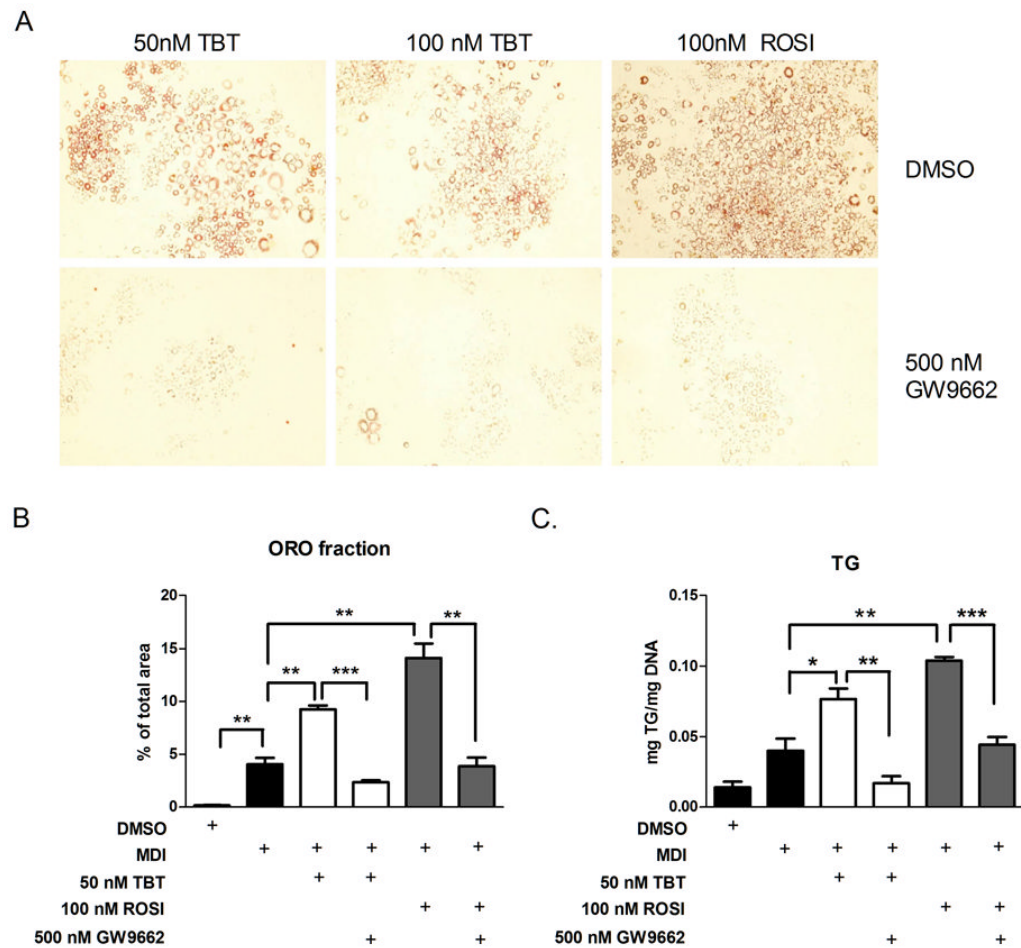 A
50nM TBT 100 nM TBT 100nM ROSI
DMSO
500 nM
GW9662
B
ORO fraction
% of total area
20
15
10
5
0
**
**
***
**
**
DMSO +
MDI + + + + +
50 nM TBT + +
100 nM ROSI + +
500 nM GW9662 + +
C.
TG
mg TG/mg DNA
0.15
0.10
0.05
0.00
*
**
**
***
DMSO +
MDI + + + + +
50 nM TBT + +
100 nM ROSI + +
500 nM GW9662 + +